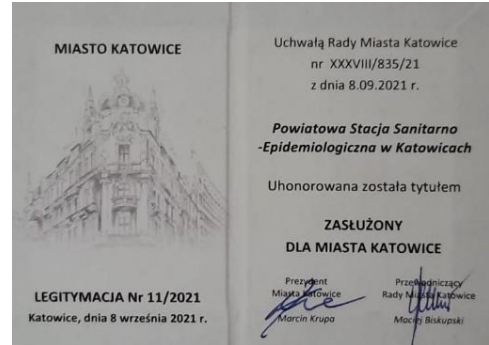 MIASTO KATOWICE
LEGITYMACJA Nr 11/2021
Katowice, dnia 8 września 2021 r.
Uchwałą Rady Miasta Katowice
nr XXXVIII/835/21
z dnia 8.09.2021 r.
Powiatowa Stacja Sanitarno
-Epidemiologiczna w Katowicach
Uhonorowana została tytułem
ZASŁUŻONY
DLA MIASTA KATOWICE
Prezydent
Miasta Katowice
Marcin Krupa
Przewodniczący
Rady Miasta Katowice
Maciej Biskupski